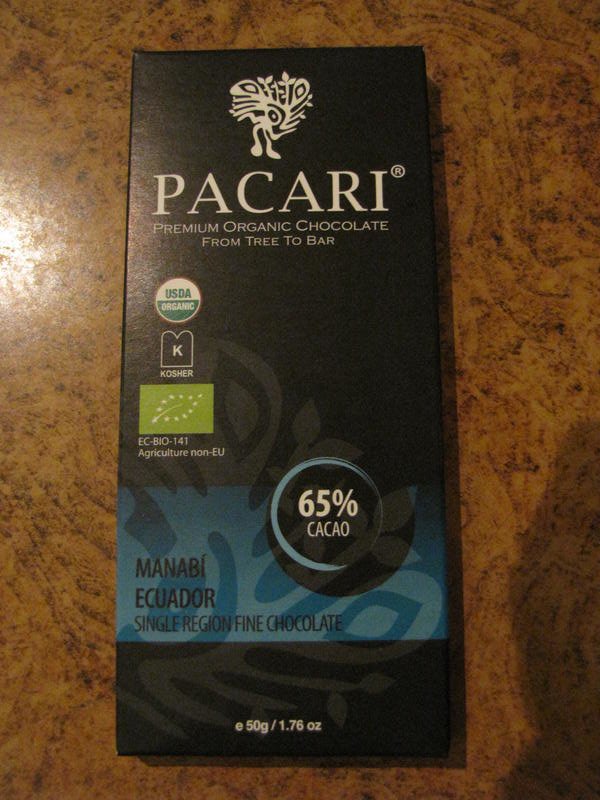 PACARI®
PREMIUM ORGANIC CHOCOLATE
FROM TREE TO BAR
USDA
ORGANIC
K
KOSHER
EC-BIO-141
Agriculture non-EU
65%
CACAO
MANABÍ
ECUADOR
SINGLE REGION FINE CHOCOLATE
e 50g / 1.76 oz